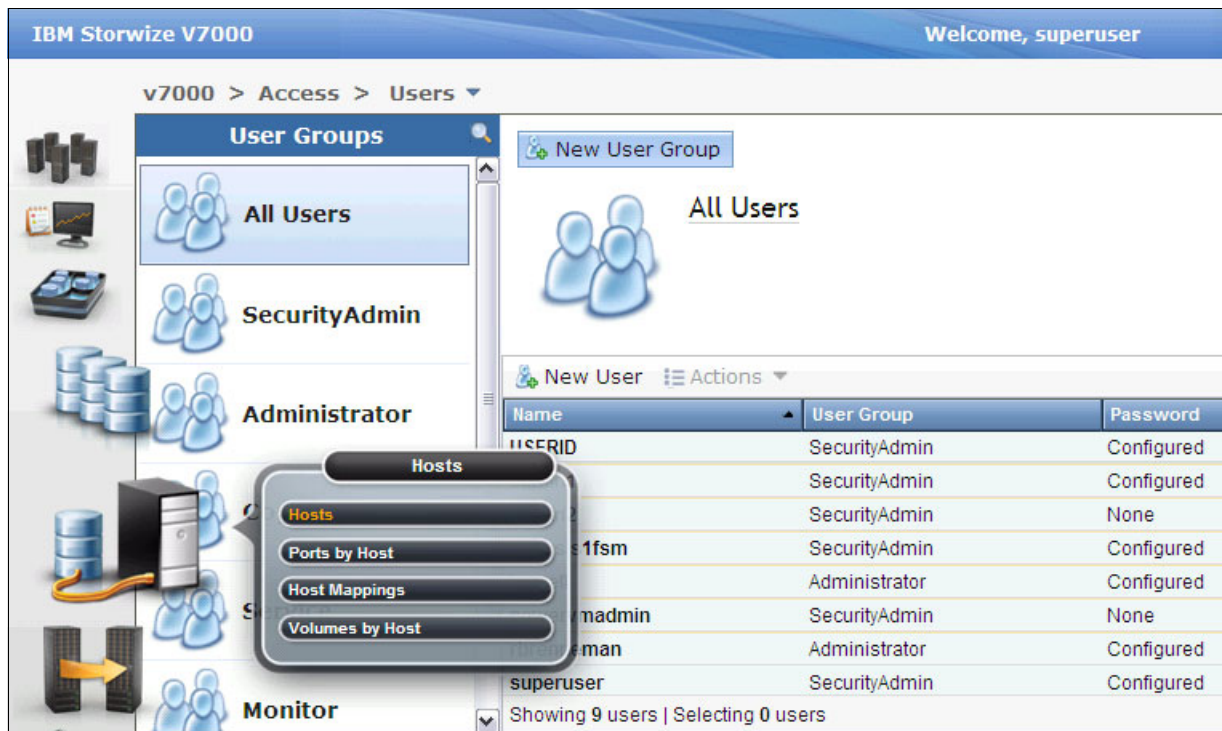 IBM Storwize V7000
Welcome, superuser
v7000 > Access > Users
User Groups
All Users
SecurityAdmin
Administrator
Monitor
Hosts
Hosts
Ports by Host
Host Mappings
Volumes by Host
New User Group
All Users
New User Actions
Name User Group Password
USERID SecurityAdmin Configured
SecurityAdmin Configured
SecurityAdmin None
SecurityAdmin Configured
Administrator Configured
SecurityAdmin None
Administrator Configured
superuser SecurityAdmin Configured
Showing 9 users | Selecting 0 users